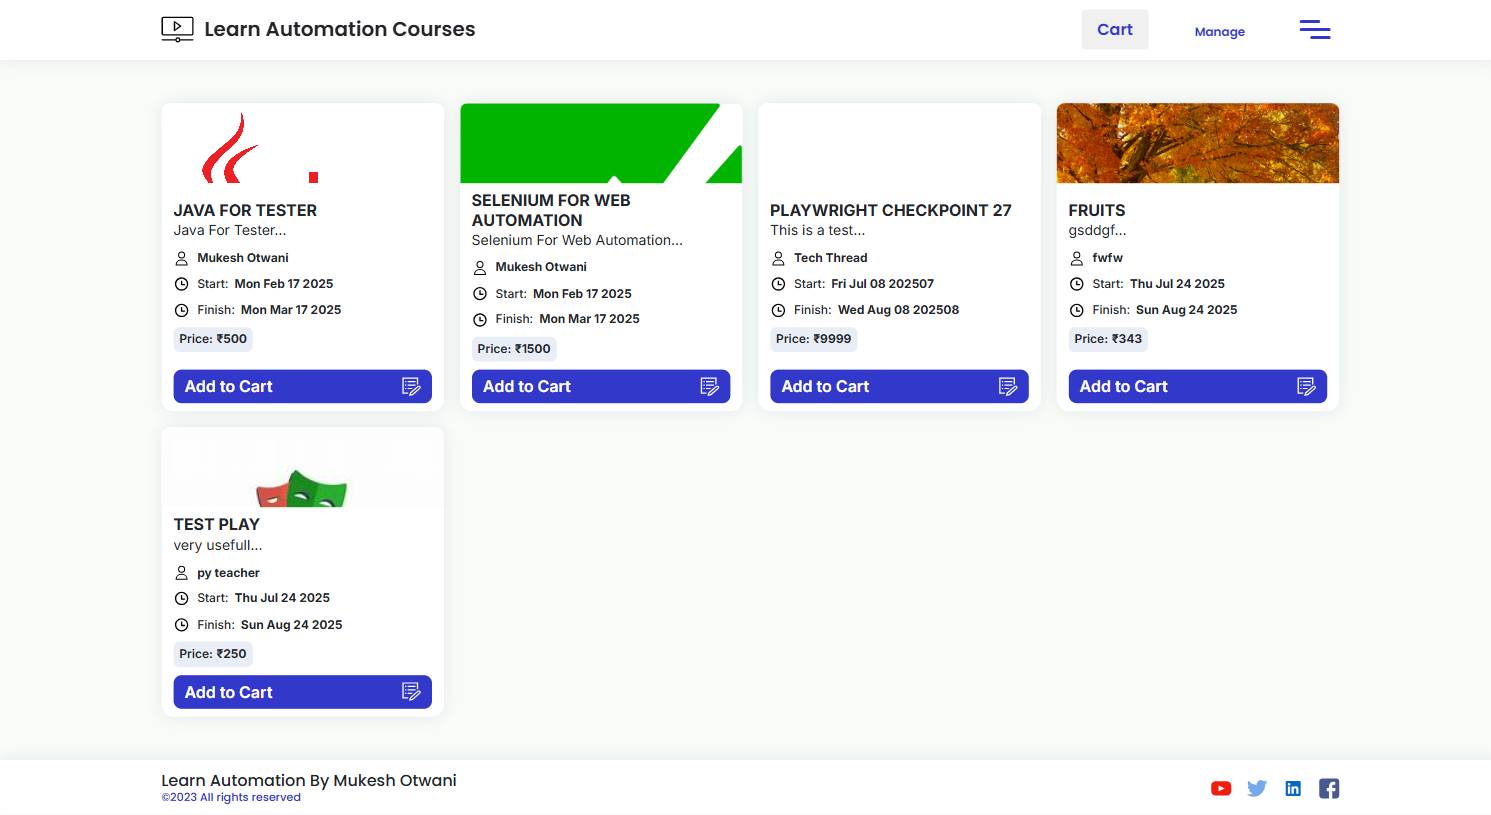 Learn Automation Courses
Cart
Manage
JAVA FOR TESTER
Java For Tester...
Mukesh Otwani
Start: Mon Feb 17 2025
Finish: Mon Mar 17 2025
Price: ₹500
Add to Cart
SELENIUM FOR WEB
AUTOMATION
Selenium For Web Automation...
Mukesh Otwani
Start: Mon Feb 17 2025
Finish: Mon Mar 17 2025
Price: ₹1500
Add to Cart
PLAYWRIGHT CHECKPOINT 27
This is a test...
Tech Thread
Start: Fri Jul 08 202507
Finish: Wed Aug 08 202508
Price: ₹9999
Add to Cart
FRUITS
gsddgf...
fwfw
Start: Thu Jul 24 2025
Finish: Sun Aug 24 2025
Price: ₹343
Add to Cart
TEST PLAY
very usefull...
py teacher
Start: Thu Jul 24 2025
Finish: Sun Aug 24 2025
Price: ₹250
Add to Cart
Learn Automation By Mukesh Otwani
©2023 All rights reserved